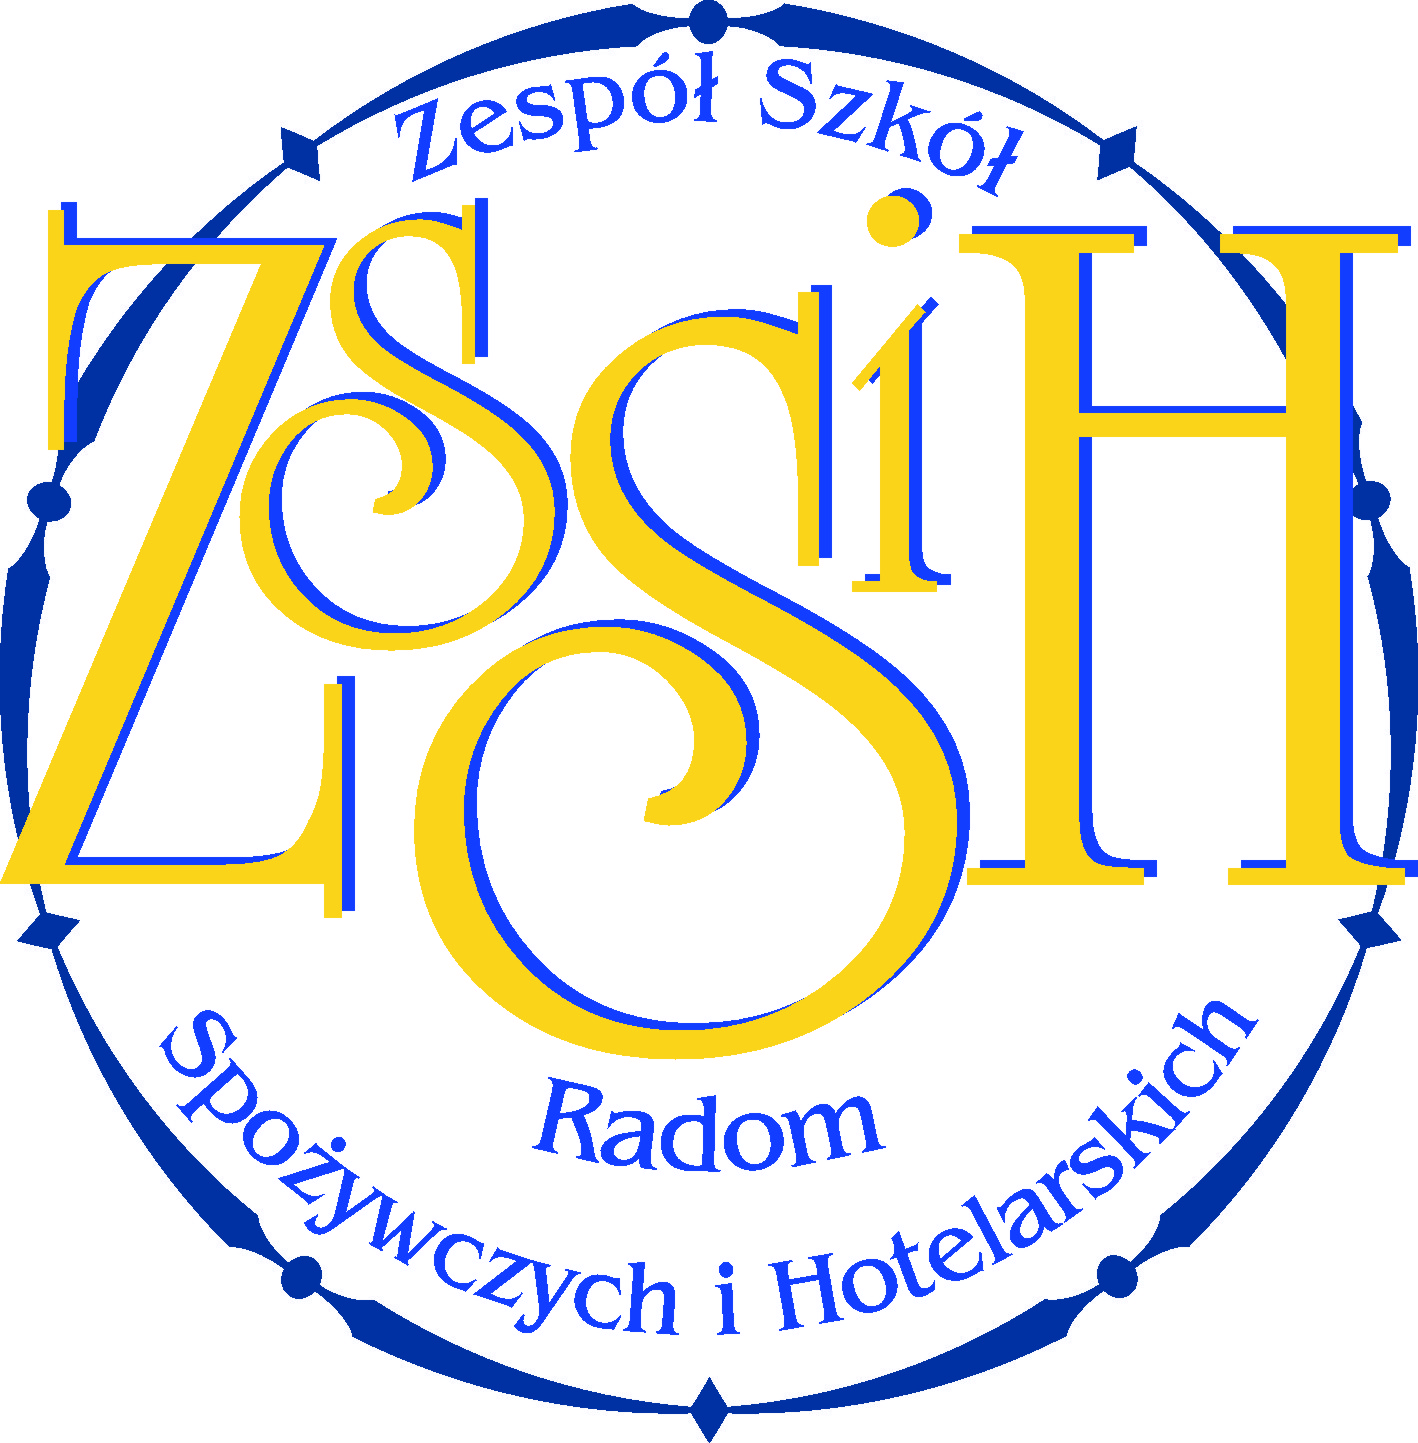 Zespół Szkół
ZSSiH
Radom
Spożywczych i Hotelarskich